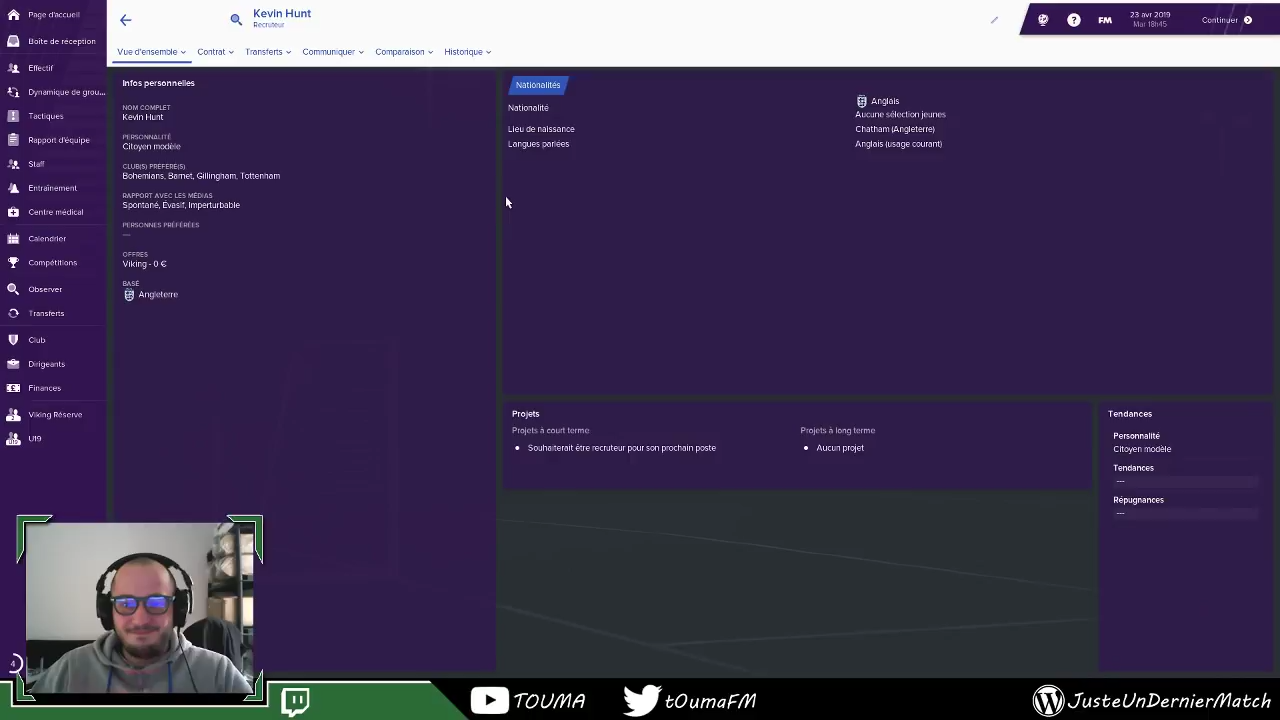 Page d'accueil
Boîte de réception
Effectif
Dynamique de grou...
Tactiques
Rapport d'équipe
Staff
Entraînement
Centre médical
Calendrier
Compétitions
Observer
Transferts
Club
Dirigeants
Finances
Viking Réserve
U19
Kevin Hunt
Recruteur
FM
23 avr 2019
Mar 18h45
Continuer
Vue d'ensemble
Contrat
Transferts
Communiquer
Comparaison
Historique
Infos personnelles
NOM COMPLET
Kevin Hunt
PERSONNALITÉ
Citoyen modèle
CLUB(S) PRÉFÉRÉ(S)
Bohemians, Barnet, Gillingham, Tottenham
RAPPORT AVEC LES MÉDIAS
Spontané, Évasif, Imperturbable
PERSONNES PRÉFÉRÉES
---
OFFRES
Viking - 0 €
BASÉ
Angleterre
Nationalités
Nationalité
Anglais
Aucune sélection jeunes
Lieu de naissance
Chatham (Angleterre)
Langues parlées
Anglais (usage courant)
Projets
Projets à court terme
Souhaiterait être recruteur pour son prochain poste
Projets à long terme
Aucun projet
Tendances
Personnalité
Citoyen modèle
Tendances
---
Répugnances
---
4
TOUMA
tOumaFM
JusteUnDernierMatch